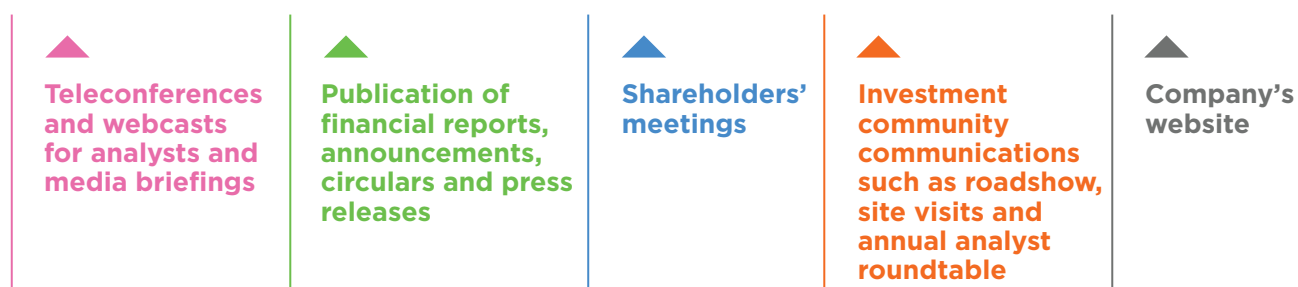 Teleconferences
and webcasts
for analysts and
media briefings
Publication of
financial reports,
announcements,
circulars and press
releases
Shareholders’
meetings
Investment
community
communications
such as roadshow,
site visits and
annual analyst
roundtable
Company’s
website